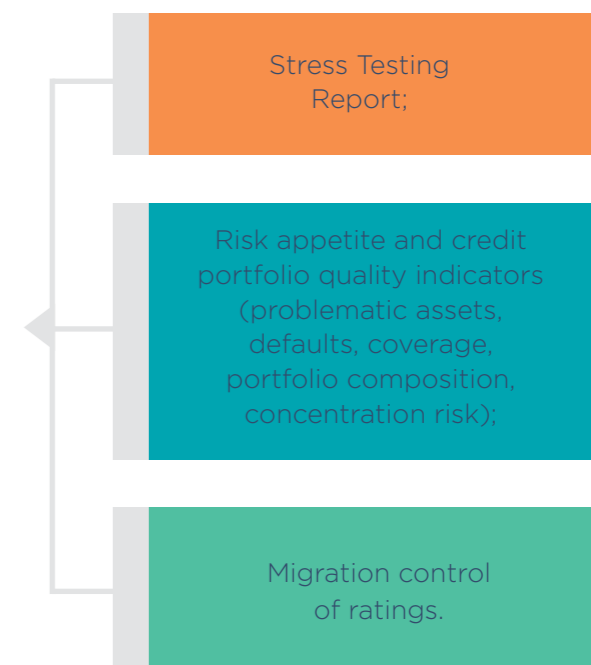 Stress Testing
Report;
Risk appetite and credit
portfolio quality indicators
(problematic assets,
defaults, coverage,
portfolio composition,
concentration risk);
Migration control
of ratings.